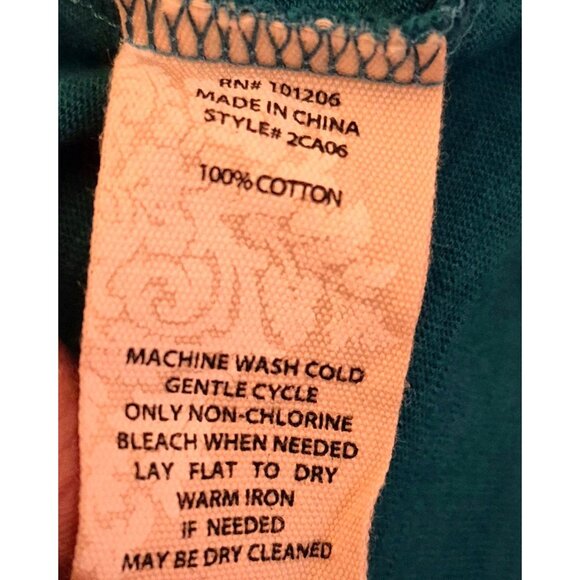 RN# 101206
MADE IN CHINA
STYLE# 2CA06
100% COTTON
MACHINE WASH COLD
GENTLE CYCLE
ONLY NON-CHLORINE
BLEACH WHEN NEEDED
LAY FLAT TO DRY
WARM IRON
IF NEEDED
MAY BE DRY CLEANED